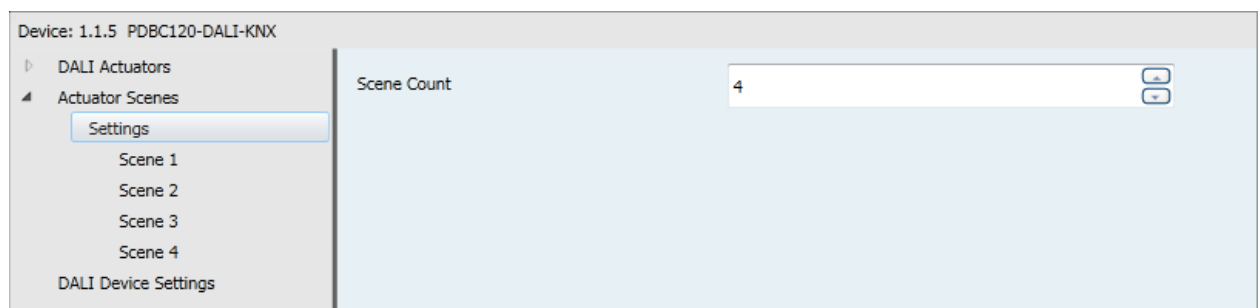 Device: 1.1.5 PDBC120-DALI-KNX
DALI Actuators
Actuator Scenes
Settings
Scene 1
Scene 2
Scene 3
Scene 4
DALI Device Settings
Scene Count
4